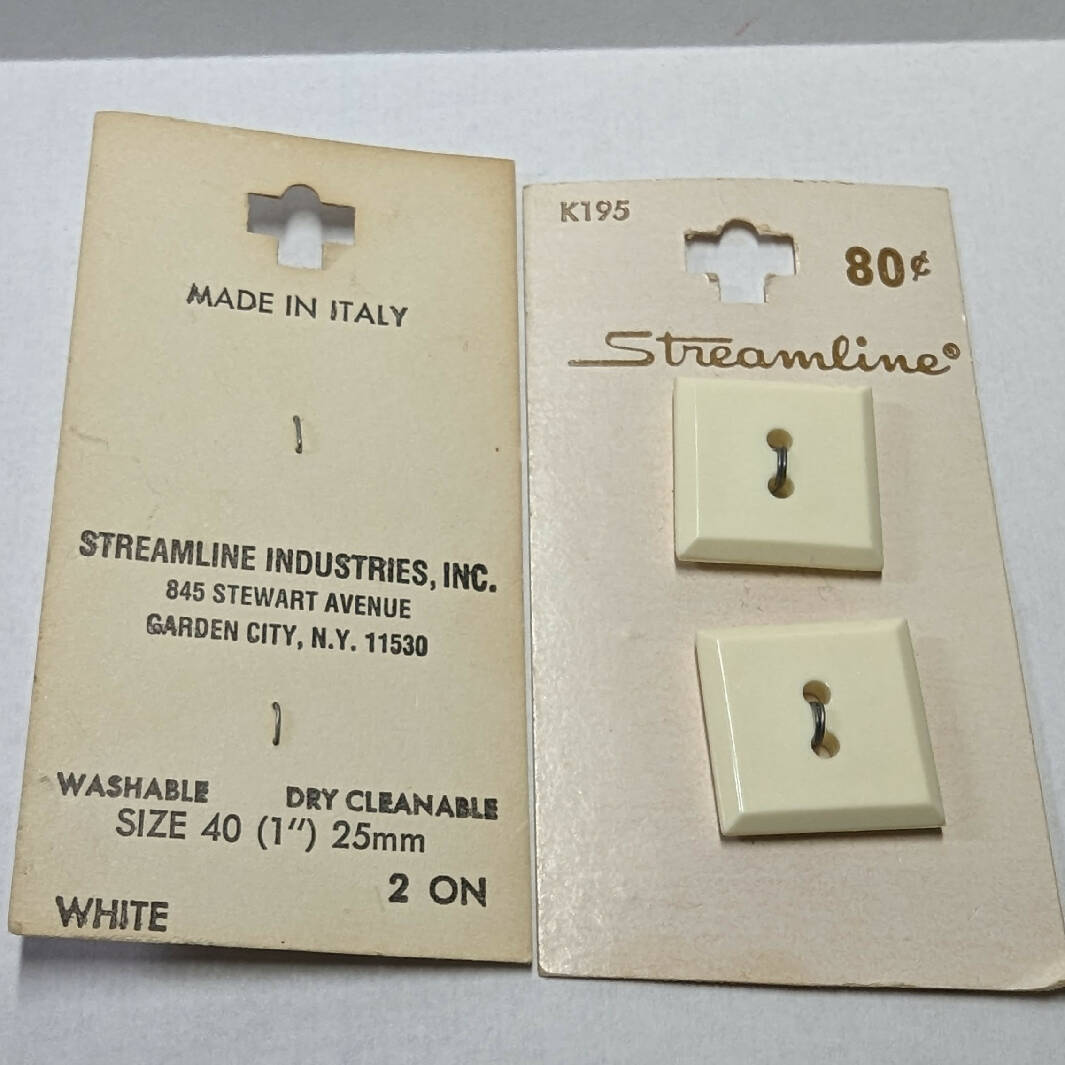 MADE IN ITALY
STREAMLINE INDUSTRIES, INC.
845 STEWART AVENUE
GARDEN CITY, N.Y. 11530
WASHABLE DRY CLEANABLE
SIZE 40 (1") 25mm
2 ON
WHITE
K195
80¢
Streamline®